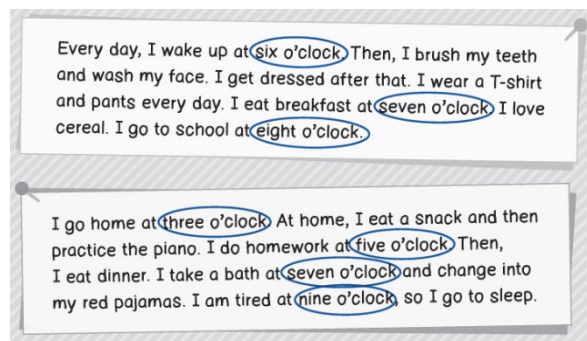 Every day, I wake up at six o'clock. Then, I brush my teeth
and wash my face. I get dressed after that. I wear a T-shirt
and pants every day. I eat breakfast at seven o'clock. I love
cereal. I go to school at eight o'clock.
I go home at three o'clock. At home, I eat a snack and then
practice the piano. I do homework at five o'clock. Then,
I eat dinner. I take a bath at seven o'clock and change into
my red pajamas. I am tired at nine o'clock, so I go to sleep.